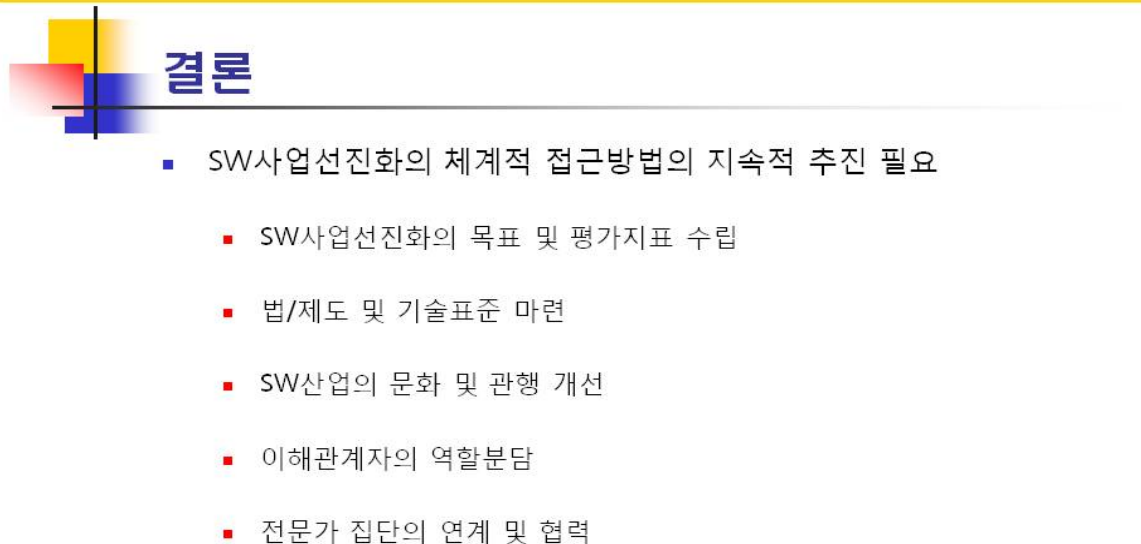 결론
SW사업선진화의 체계적 접근방법의 지속적 추진 필요
SW사업선진화의 목표 및 평가지표 수립
법/제도 및 기술표준 마련
SW산업의 문화 및 관행 개선
이해관계자의 역할분담
전문가 집단의 연계 및 협력